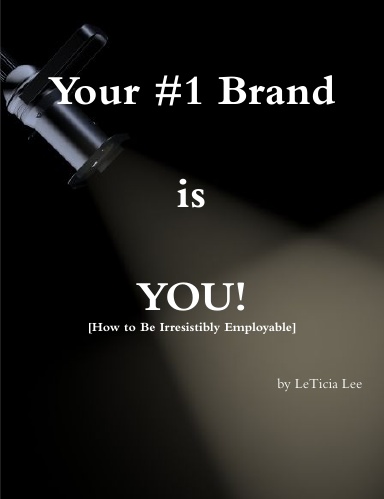 Your #1 Brand
is
YOU!
[How to Be Irresistibly Employable]
by LeTicia Lee